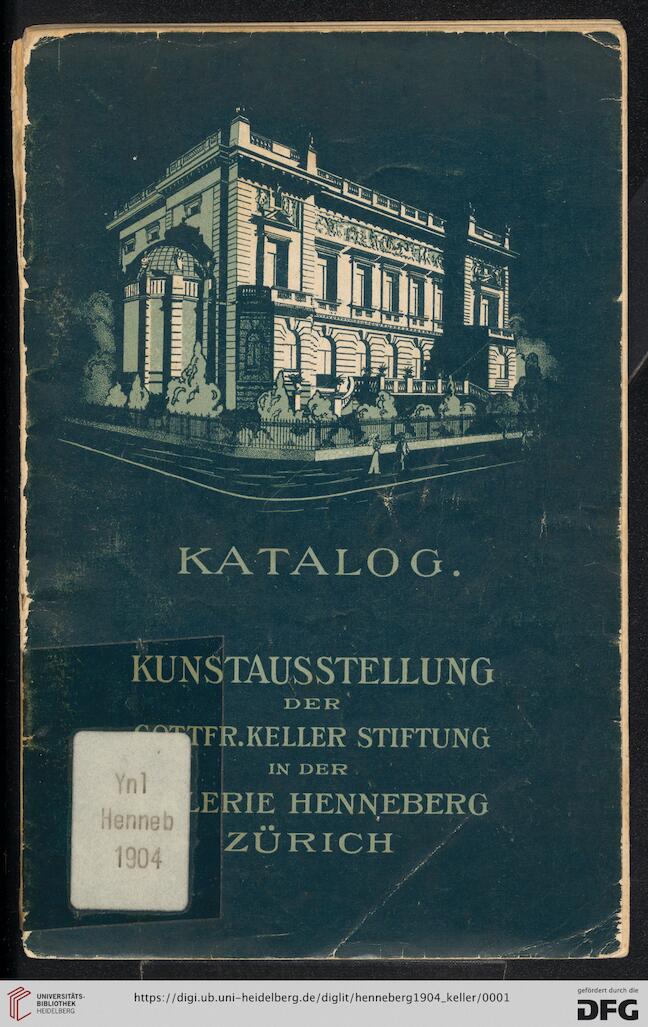 KATALOG.
KUNSTAUSSTELLUNG
DER
GOTTFR. KELLER STIFTUNG
IN DER
LERIE HENNEBERG
ZÜRICH
Ynl
Henneb
1904
UNIVERSITÄTS-
BIBLIOTHEK
HEIDELBERG
https://digi.ub.uni-heidelberg.de/diglit/henneberg1904_keller/0001
gefördert durch die
DFG